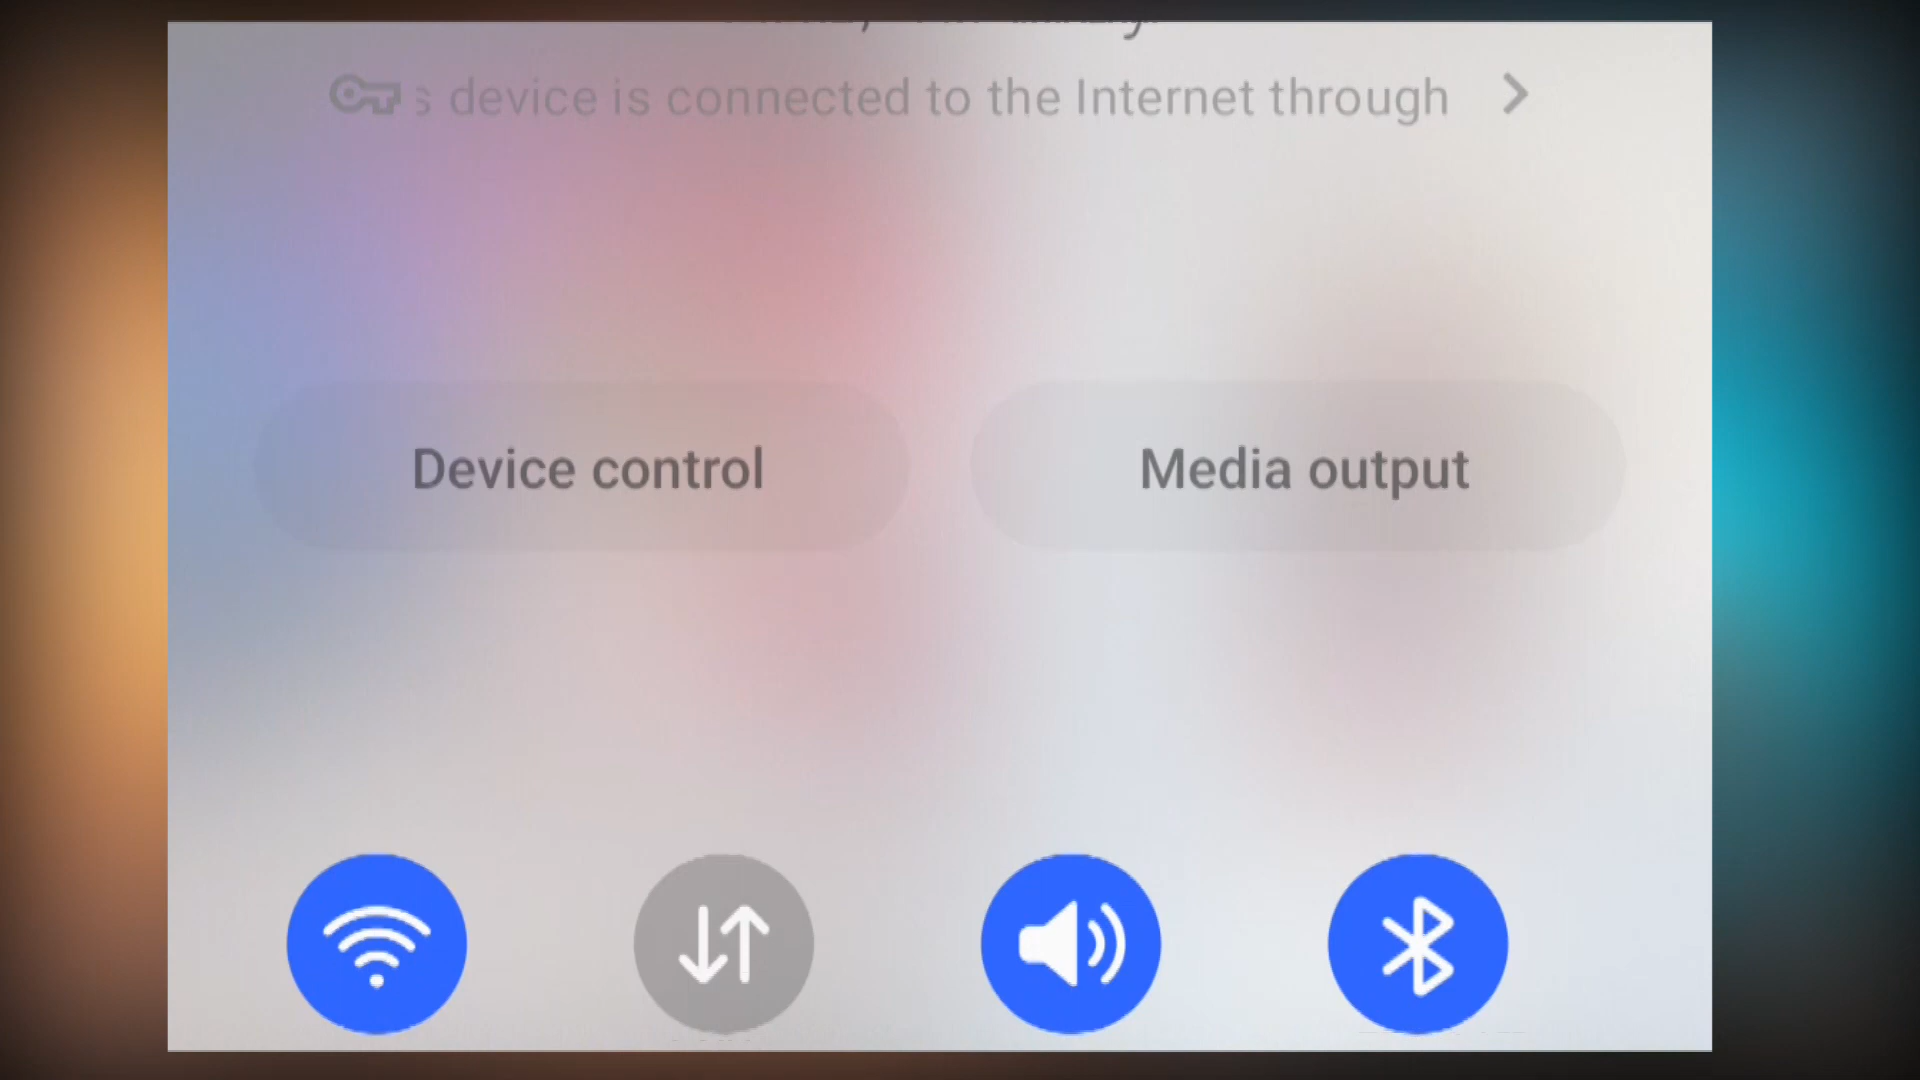 s device is connected to the Internet through
Device control
Media output